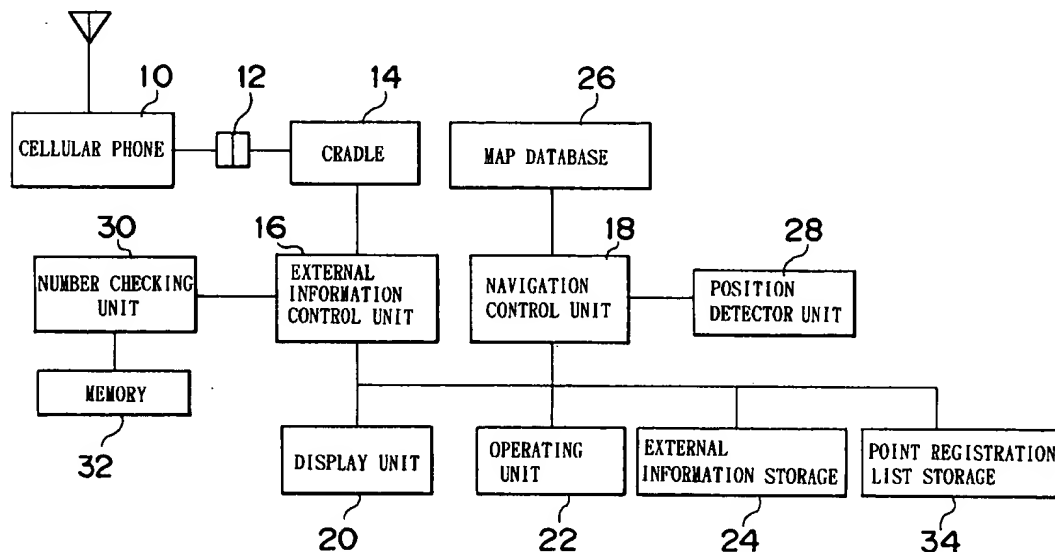 10
12
14
26
CELLULAR PHONE
CRADLE
MAP DATABASE
30
16
18
28
NUMBER CHECKING
UNIT
EXTERNAL
INFORMATION
CONTROL UNIT
NAVIGATION
CONTROL UNIT
POSITION
DETECTOR UNIT
MEMORY
32
DISPLAY UNIT
OPERATING
UNIT
EXTERNAL
INFORMATION STORAGE
POINT REGISTRATION
LIST STORAGE
20
22
24
34